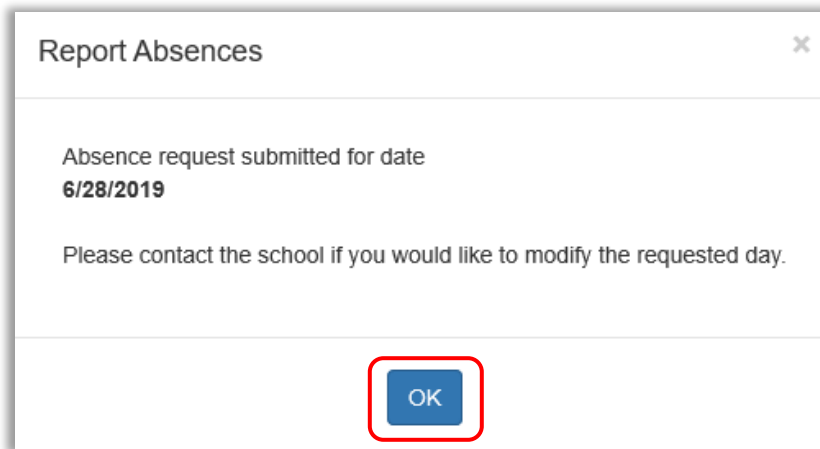 Report Absences
×
Absence request submitted for date
6/28/2019
Please contact the school if you would like to modify the requested day.
OK